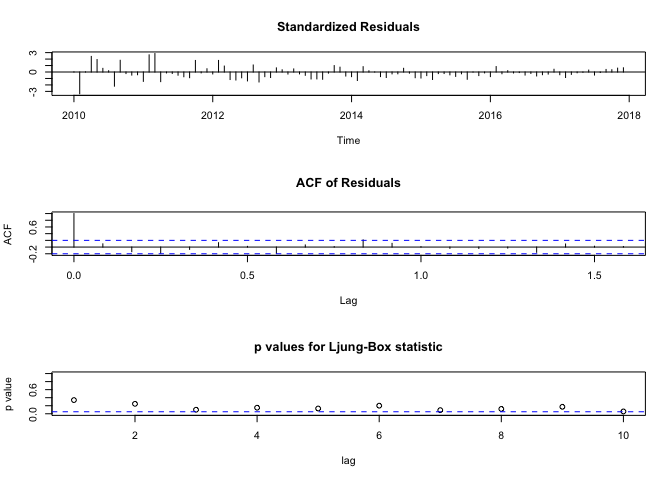 Standardized Residuals
3
0
-3
2010 2012 2014 2016 2018
Time
ACF of Residuals
ACF
0.6
-0.2
0.0 0.5 1.0 1.5
Lag
p values for Ljung-Box statistic
p value
0.6
0.0
2 4 6 8 10
lag